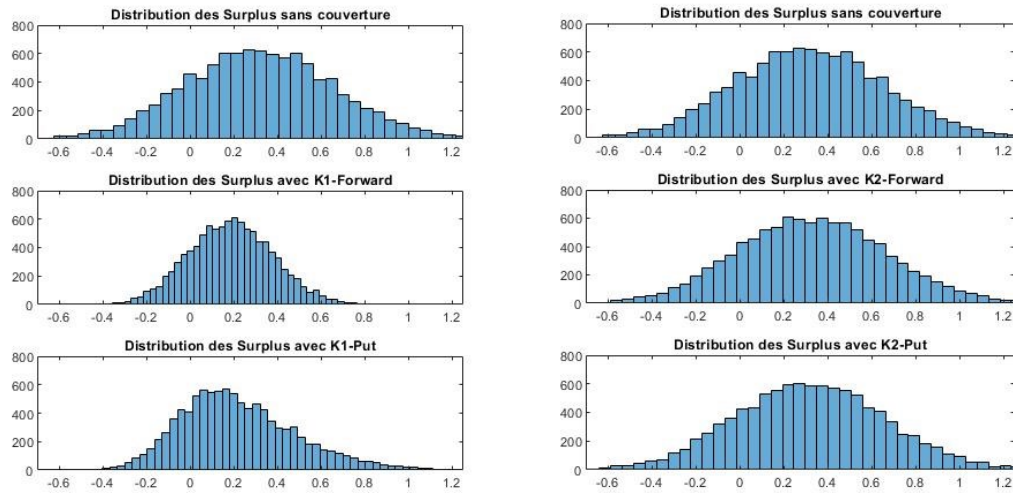 Distribution des Surplus sans couverture
800
600
400
200
0
-0.6 -0.4 -0.2 0 0.2 0.4 0.6 0.8 1 1.2
Distribution des Surplus avec K1-Forward
800
600
400
200
0
-0.6 -0.4 -0.2 0 0.2 0.4 0.6 0.8 1 1.2
Distribution des Surplus avec K1-Put
800
600
400
200
0
-0.6 -0.4 -0.2 0 0.2 0.4 0.6 0.8 1 1.2
Distribution des Surplus sans couverture
800
600
400
200
0
-0.6 -0.4 -0.2 0 0.2 0.4 0.6 0.8 1 1.2
Distribution des Surplus avec K2-Forward
800
600
400
200
0
-0.6 -0.4 -0.2 0 0.2 0.4 0.6 0.8 1 1.2
Distribution des Surplus avec K2-Put
800
600
400
200
0
-0.6 -0.4 -0.2 0 0.2 0.4 0.6 0.8 1 1.2